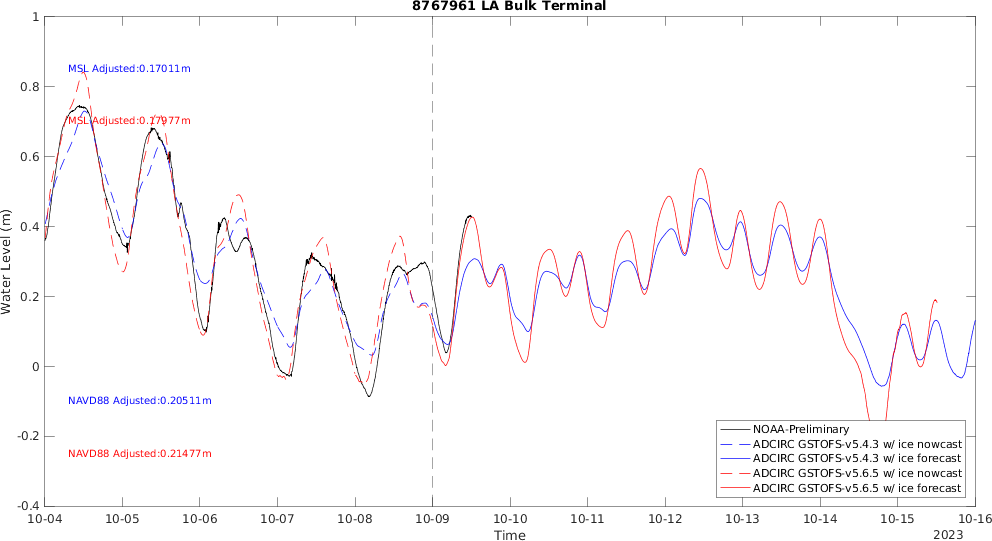 8767961 LA Bulk Terminal
1
0.8
0.6
0.4
0.2
0
-0.2
-0.4
Water Level (m)
MSL Adjusted:0.17011m
MSL Adjusted:0.17977m
NAVD88 Adjusted:0.20511m
NAVD88 Adjusted:0.21477m
NOAA-Preliminary
ADCIRC GSTOFS-v5.4.3 w/ ice nowcast
ADCIRC GSTOFS-v5.4.3 w/ ice forecast
ADCIRC GSTOFS-v5.6.5 w/ ice nowcast
ADCIRC GSTOFS-v5.6.5 w/ ice forecast
10-04 10-05 10-06 10-07 10-08 10-09 10-10 10-11 10-12 10-13 10-14 10-15 10-16
Time
2023